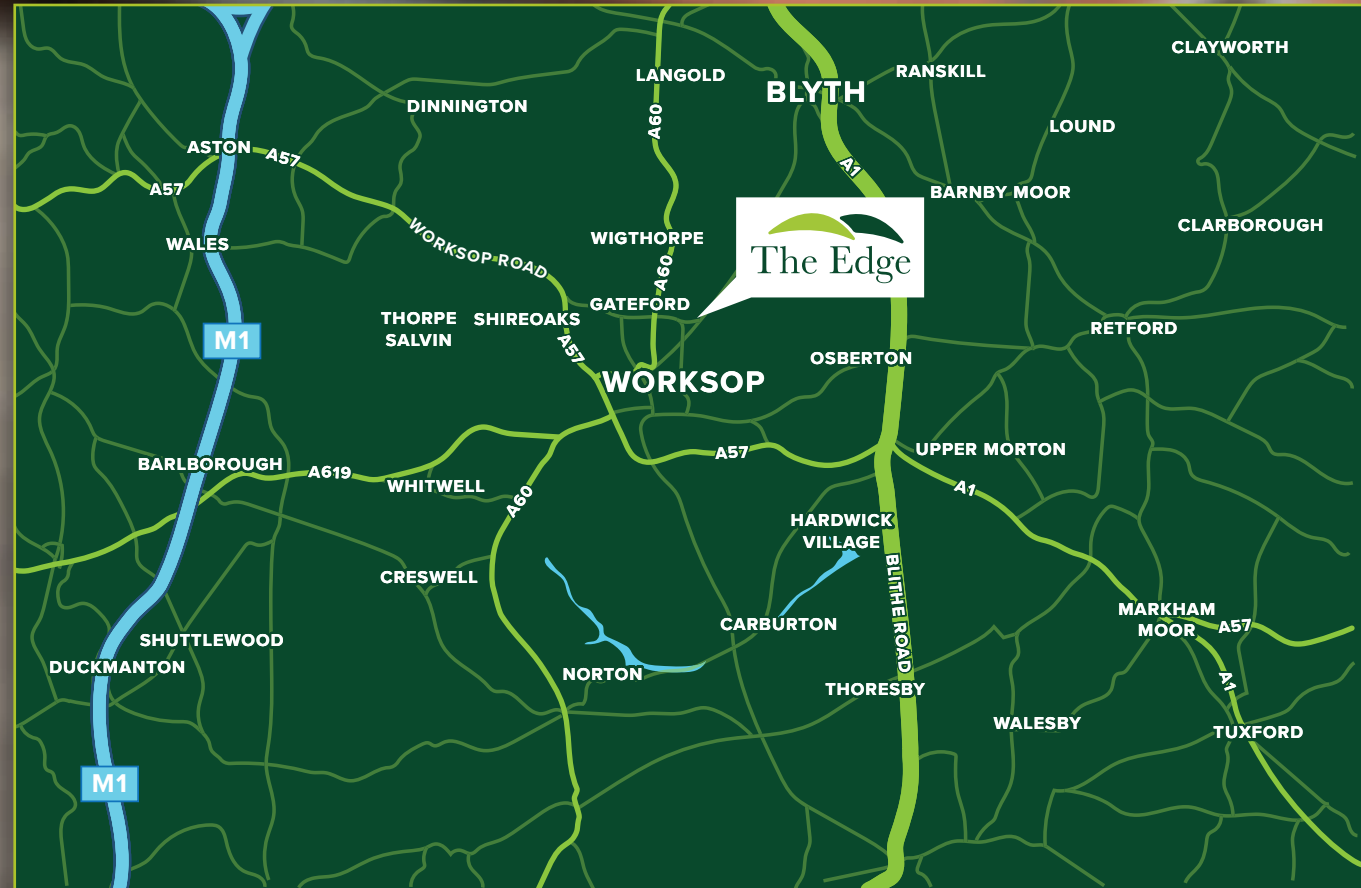 CLAYWORTH
RANSKILL
LANGOLD
BLYTH
DINNINGTON
A60
LOUND
ASTON
A57
A1
A57
BARNBY MOOR
CLARBOROUGH
WORKSOP ROAD
WIGTHORPE
WALES
The Edge
A60
GATEFORD
THORPE
SALVIN
SHIREOAKS
RETFORD
M1
A57
OSBERTON
WORKSOP
UPPER MORTON
A57
BARLBOROUGH
A619
WHITWELL
A1
A60
HARDWICK
VILLAGE
CRESWELL
BLITHE ROAD
MARKHAM
MOOR
A57
CARBURTON
SHUTTLEWOOD
DUCKMANTON
NORTON
A1
THORESBY
WALESBY
TUXFORD
M1